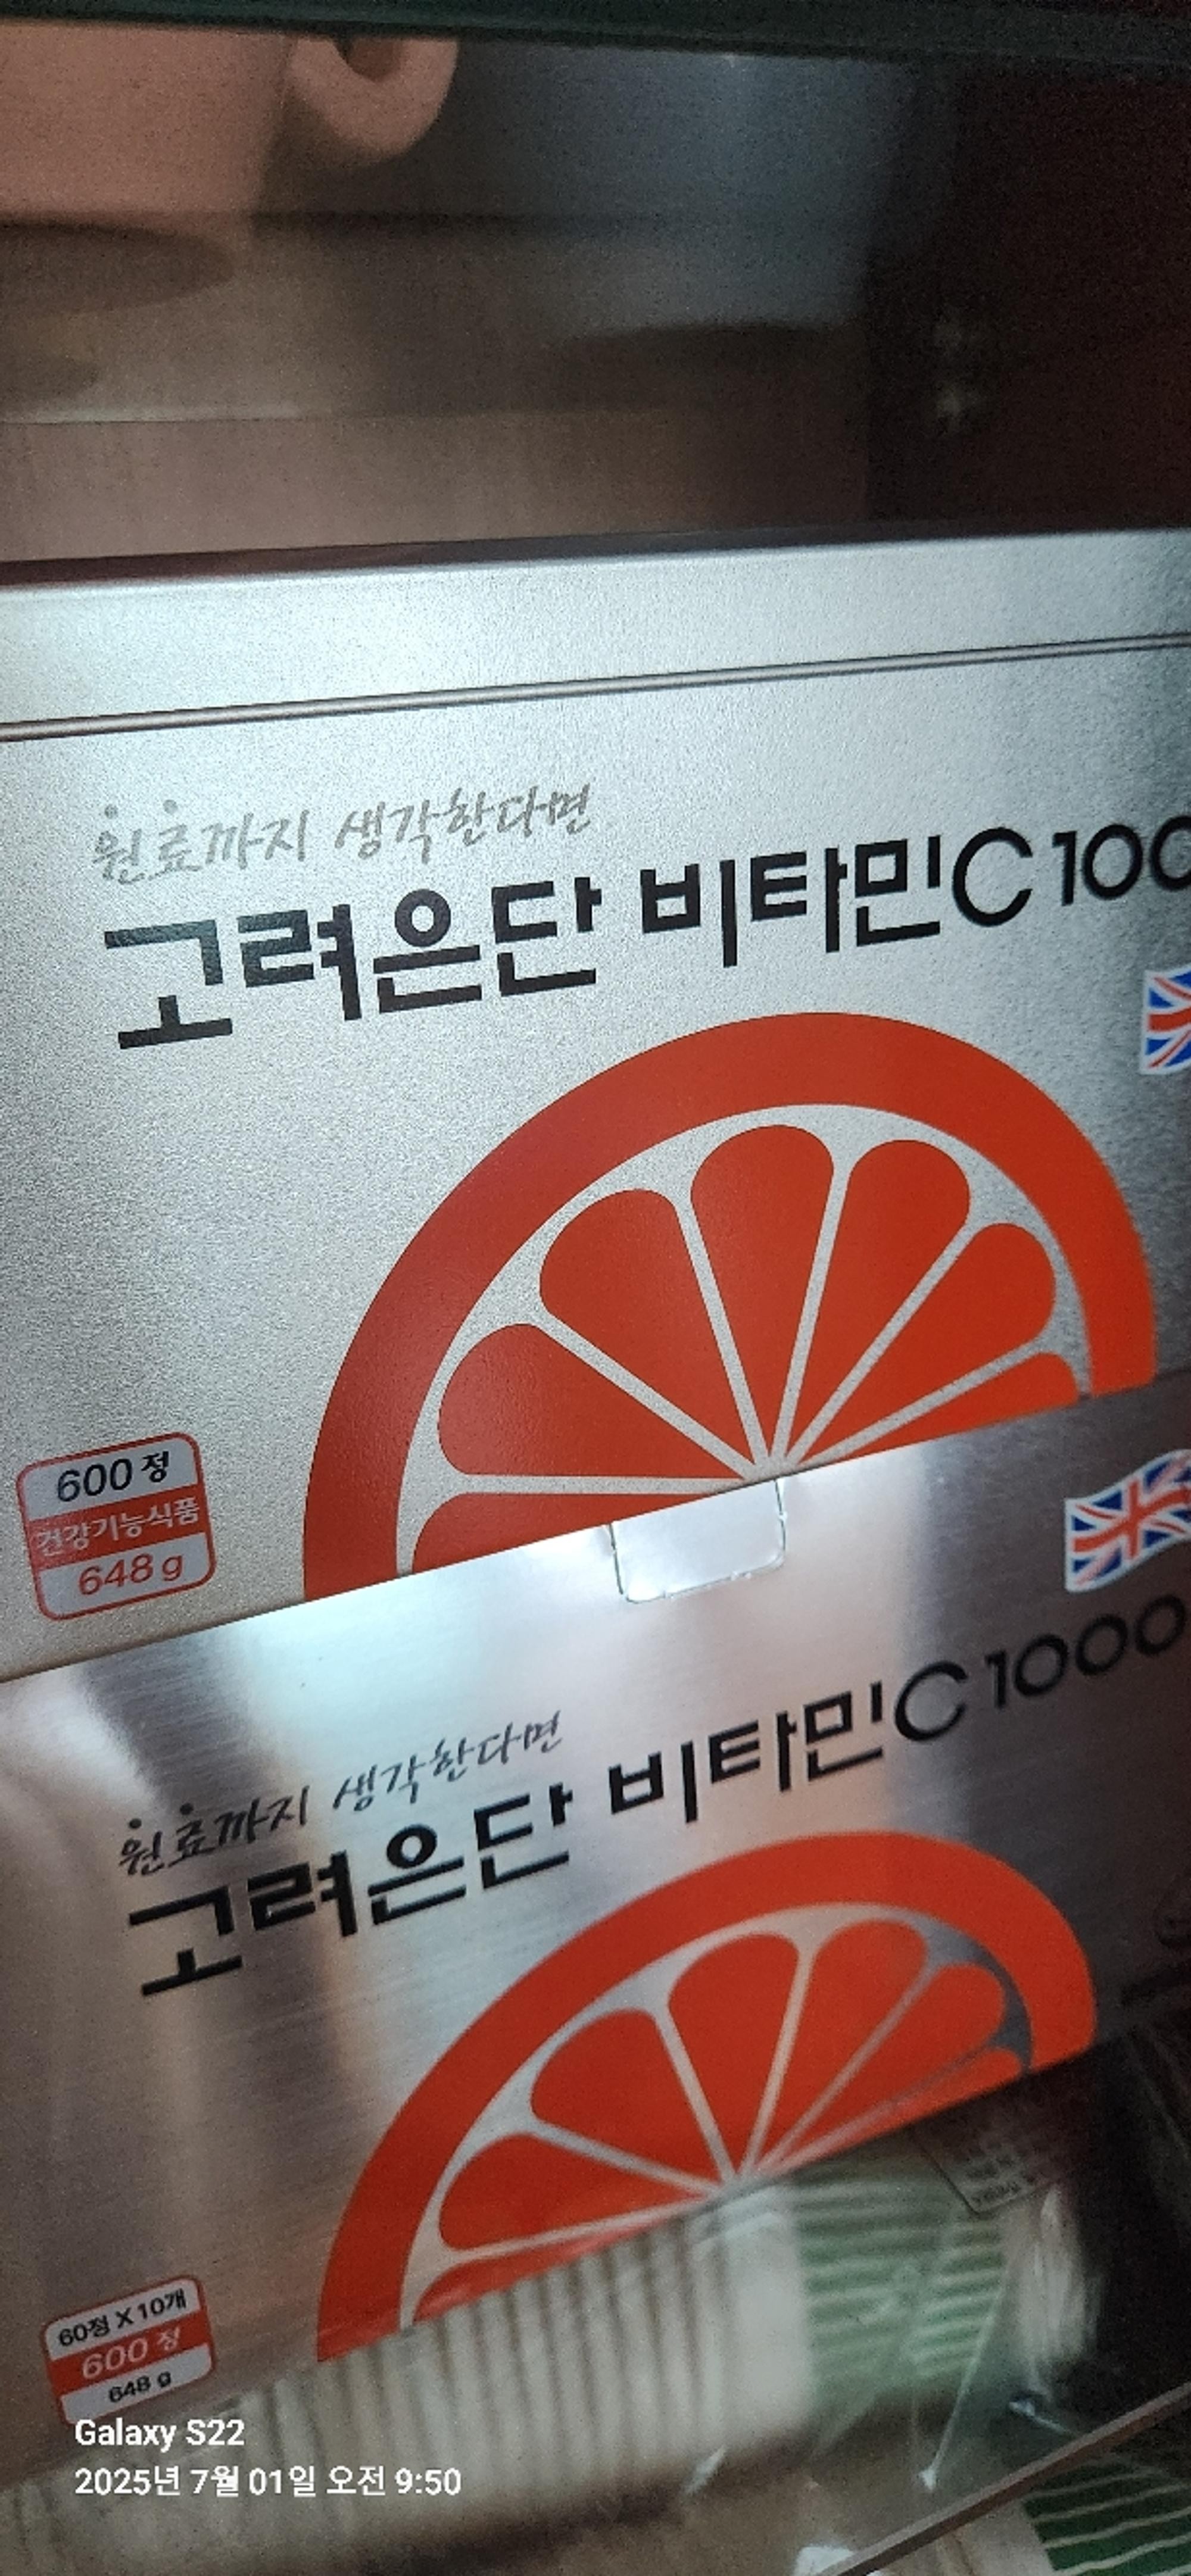 원료까지 생각한다면
고려은단 비타민C 100
600정
건강기능식품
648 g
원료까지 생각한다면
고려은단 비타민C 1000
60정 X 10개
600 정
648 g
Galaxy S22
2025년 7월 01일 오전 9:50